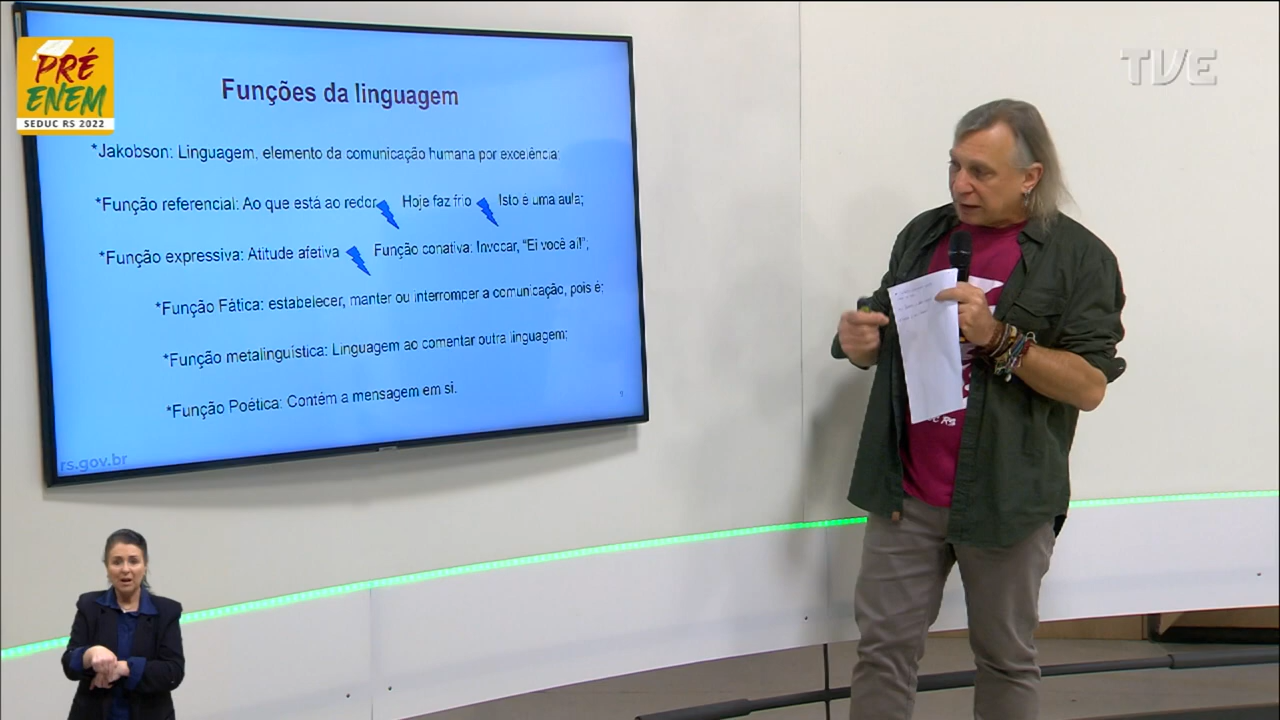 PRÉ
ENEM
SEDUC RS 2022
TVE
Funções da linguagem
*Jakobson: Linguagem, elemento da comunicação humana por excelência;
*Função referencial: Ao que está ao redor Hoje faz frio Isto é uma aula;
*Função expressiva: Atitude afetiva Função conativa: Invocar, “Ei você aí!”;
*Função Fática: estabelecer, manter ou interromper a comunicação, pois é;
*Função metalinguística: Linguagem ao comentar outra linguagem;
*Função Poética: Contém a mensagem em si.
rs.gov.br
RS